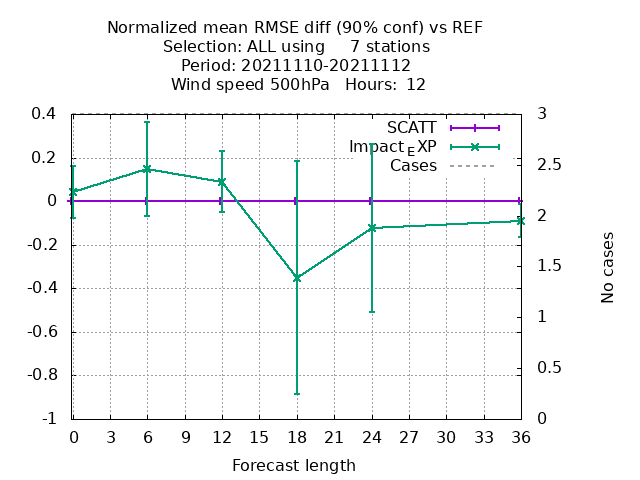 Normalized mean RMSE diff (90% conf) vs REF
Selection: ALL using 7 stations
Period: 20211110-20211112
Wind speed 500hPa Hours: 12
0.4
0.2
0
-0.2
-0.4
-0.6
-0.8
-1
3
2.5
2
1.5
1
0.5
0
SCATT
Impact_EXP
Cases
No cases
0 3 6 9 12 15 18 21 24 27 30 33 36
Forecast length